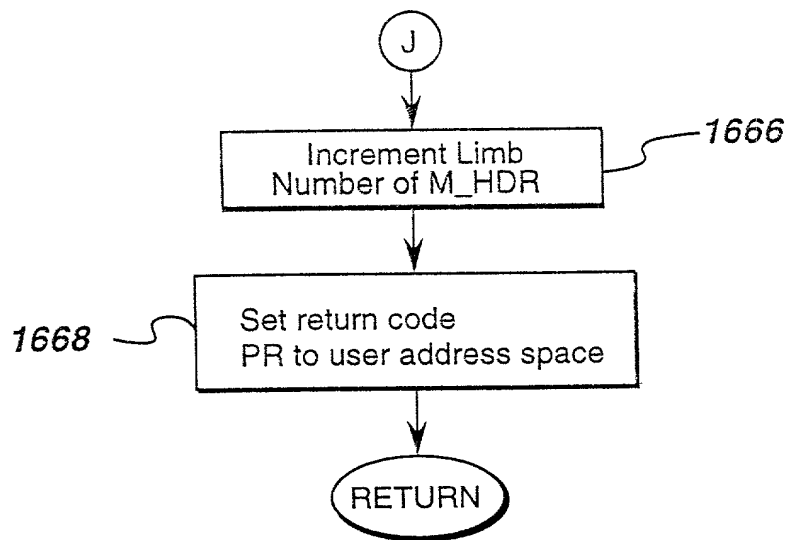 J
Increment Limb
Number of M_HDR
1666
Set return code
PR to user address space
1668
RETURN